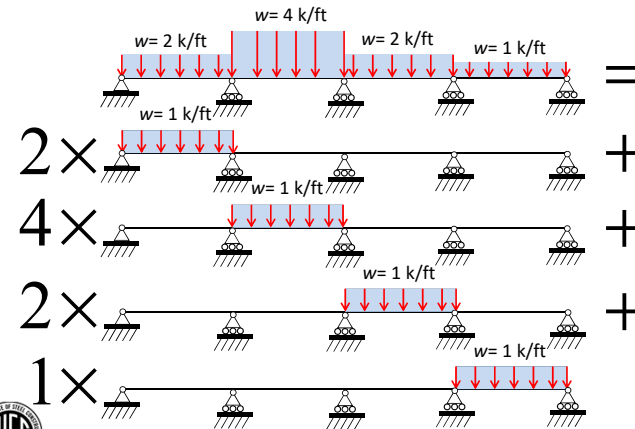 w= 4 k/ft
w= 2 k/ft
w= 2 k/ft
w= 1 k/ft
=
w= 1 k/ft
2× +
w= 1 k/ft
4× +
w= 1 k/ft
2× +
w= 1 k/ft
1×